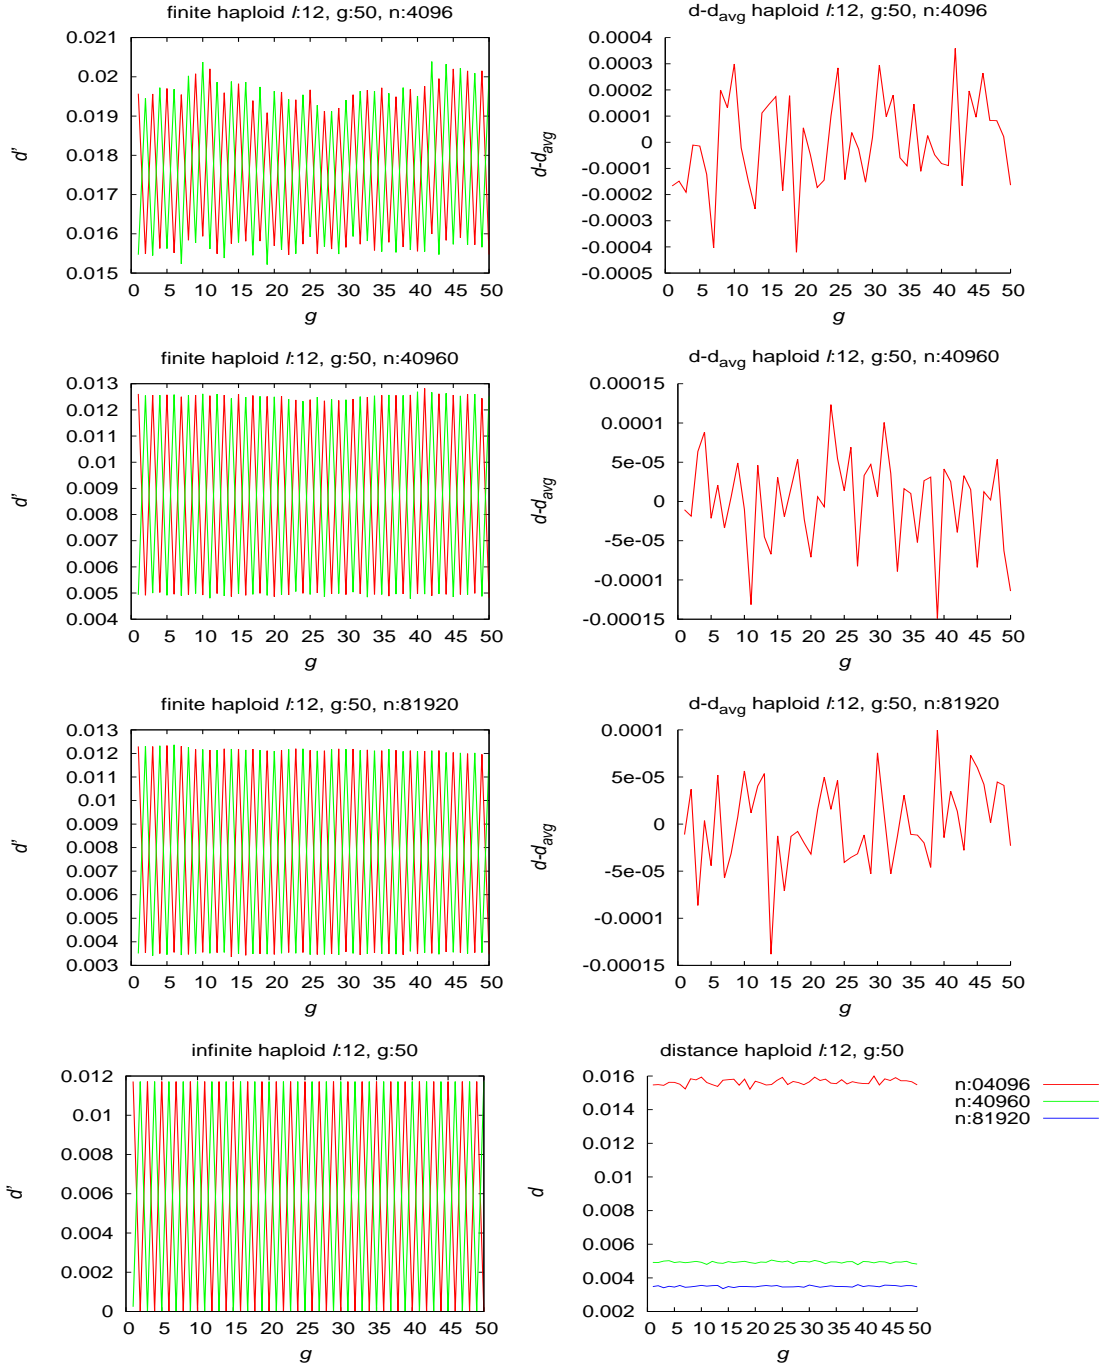 finite haploid l:12, g:50, n:4096
0.021
0.02
0.019
0.018
0.017
0.016
0.015
d'
0 5 10 15 20 25 30 35 40 45 50
g
d-davg haploid l:12, g:50, n:4096
0.0004
0.0003
0.0002
0.0001
0
-0.0001
-0.0002
-0.0003
-0.0004
-0.0005
d-davg
0 5 10 15 20 25 30 35 40 45 50
g
finite haploid l:12, g:50, n:40960
0.013
0.012
0.011
0.01
0.009
0.008
0.007
0.006
0.005
0.004
d'
0 5 10 15 20 25 30 35 40 45 50
g
d-davg haploid l:12, g:50, n:40960
0.00015
0.0001
5e-05
0
-5e-05
-0.0001
-0.00015
d-davg
0 5 10 15 20 25 30 35 40 45 50
g
finite haploid l:12, g:50, n:81920
0.013
0.012
0.011
0.01
0.009
0.008
0.007
0.006
0.005
0.004
0.003
d'
0 5 10 15 20 25 30 35 40 45 50
g
d-davg haploid l:12, g:50, n:81920
0.0001
5e-05
0
-5e-05
-0.0001
-0.00015
d-davg
0 5 10 15 20 25 30 35 40 45 50
g
infinite haploid l:12, g:50
0.012
0.01
0.008
0.006
0.004
0.002
0
d'
0 5 10 15 20 25 30 35 40 45 50
g
distance haploid l:12, g:50
0.016
0.014
0.012
0.01
0.008
0.006
0.004
0.002
d
0 5 10 15 20 25 30 35 40 45 50
g
n:04096
n:40960
n:81920